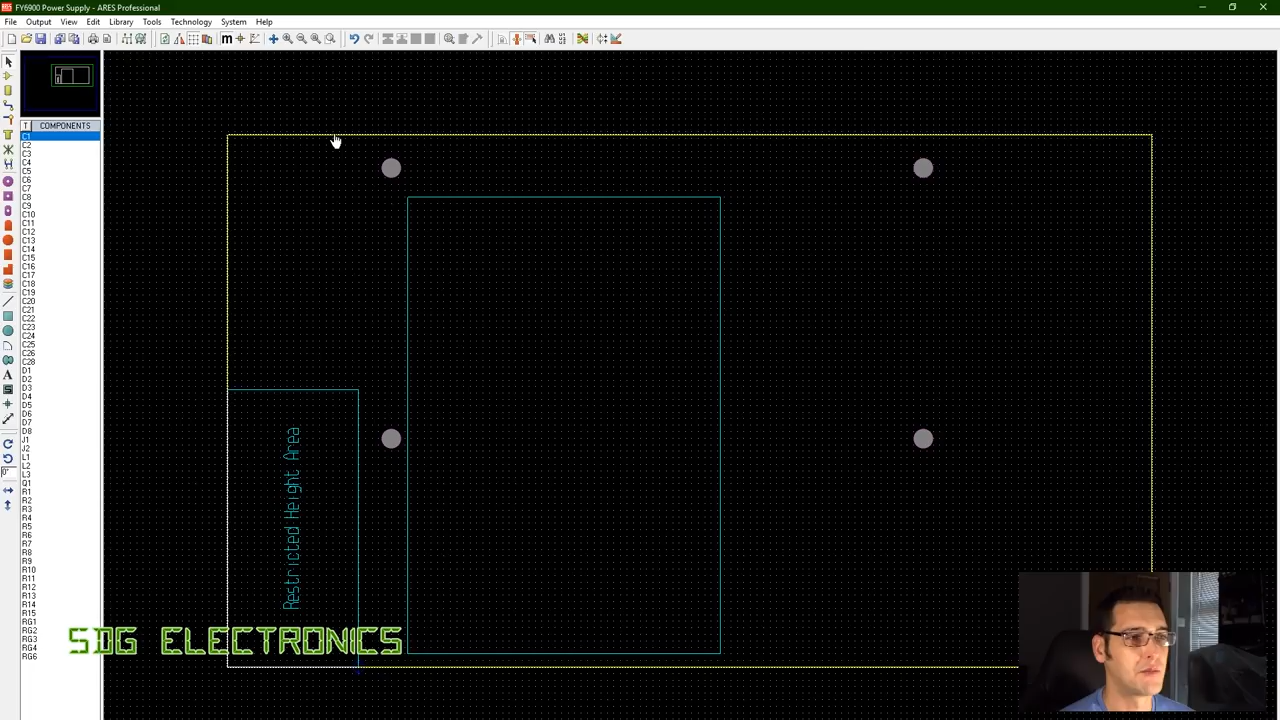 FY6900 Power Supply - ARES Professional
File Output View Edit Library Tools Technology System Help
T COMPONENTS
C1
C2
C3
C4
C5
C6
C7
C8
C9
C10
C11
C12
C13
C14
C15
C16
C17
C18
C19
C20
C21
C22
C23
C24
C25
C26
C28
D1
D2
D3
D4
D5
D6
D7
D8
J1
J2
L1
L2
L3
Q1
R1
R2
R3
R4
R5
R6
R7
R8
R9
R10
R11
R12
R13
R14
R15
RG1
RG2
RG3
RG4
RG6
Restricted Height Area
SDG ELECTRONICS